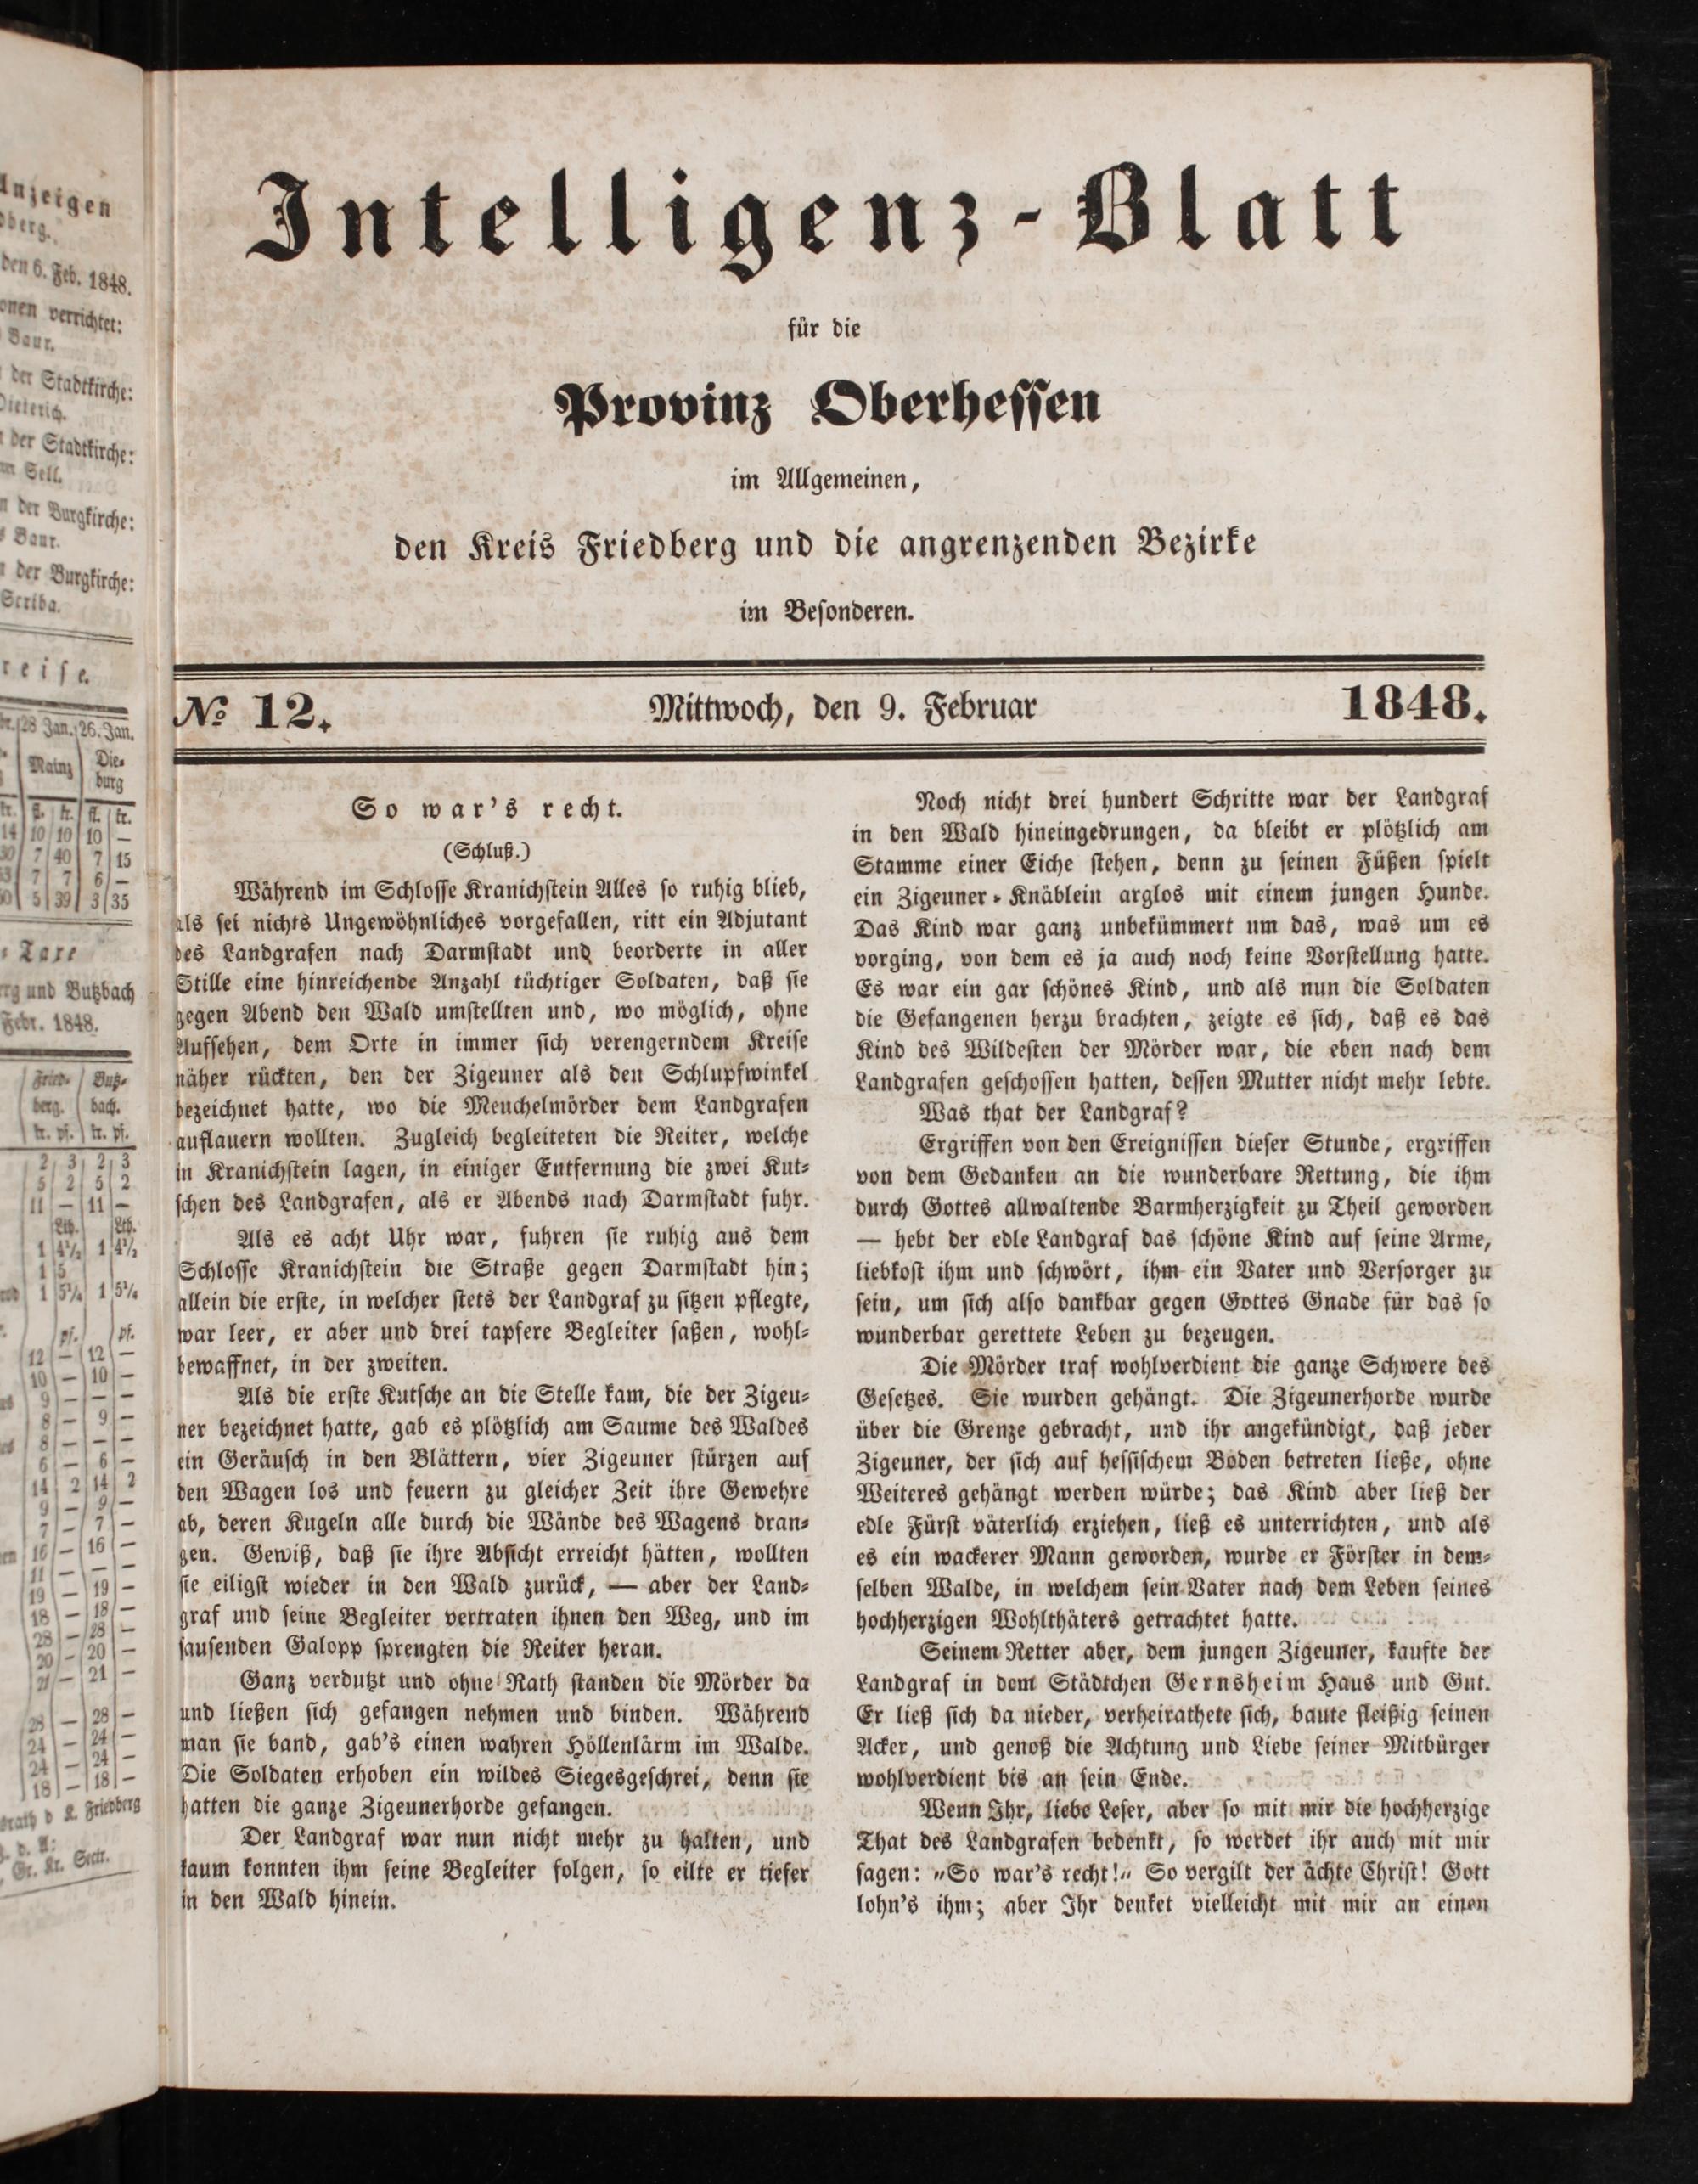 Intelligenz-Blatt
für die
Provinz Oberhessen
im Allgemeinen,
den Kreis Friedberg und die angrenzenden Bezirke
im Besonderen.
No 12. Mittwoch, den 9. Februar 1848.
So war's recht.
(Schluß.)
Während im Schlosse Kranichstein Alles so ruhig blieb,
als sei nichts Ungewöhnliches vorgefallen, ritt ein Adjutant
des Landgrafen nach Darmstadt und beorderte in aller
Stille eine hinreichende Anzahl tüchtiger Soldaten, daß sie
gegen Abend den Wald umstellten und, wo möglich, ohne
Aufsehen, dem Orte in immer sich verengerndem Kreise
näher rückten, den der Zigeuner als den Schlupfwinkel
bezeichnet hatte, wo die Meuchelmörder dem Landgrafen
auflauern wollten. Zugleich begleiteten die Reiter, welche
in Kranichstein lagen, in einiger Entfernung die zwei Kut-
schen des Landgrafen, als er Abends nach Darmstadt fuhr.
Als es acht Uhr war, fuhren sie ruhig aus dem
Schlosse Kranichstein die Straße gegen Darmstadt hin;
allein die erste, in welcher stets der Landgraf zu sitzen pflegte,
war leer, er aber und drei tapfere Begleiter saßen, wohl-
bewaffnet, in der zweiten.
Als die erste Kutsche an die Stelle kam, die der Zigeu-
ner bezeichnet hatte, gab es plötzlich am Saume des Waldes
ein Geräusch in den Blättern, vier Zigeuner stürzen auf
den Wagen los und feuern zu gleicher Zeit ihre Gewehre
ab, deren Kugeln alle durch die Wände des Wagens dran-
gen. Gewiß, daß sie ihre Absicht erreicht hätten, wollten
sie eiligst wieder in den Wald zurück, — aber der Land-
graf und seine Begleiter vertraten ihnen den Weg, und im
sausenden Galopp sprengten die Reiter heran.
Ganz verdutzt und ohne Rath standen die Mörder da
und ließen sich gefangen nehmen und binden. Während
man sie band, gab's einen wahren Höllenlärm im Walde.
Die Soldaten erhoben ein wildes Siegesgeschrei, denn sie
hatten die ganze Zigeunerhorde gefangen.
Der Landgraf war nun nicht mehr zu halten, und
kaum konnten ihm seine Begleiter folgen, so eilte er tiefer
in den Wald hinein.
Noch nicht drei hundert Schritte war der Landgraf
in den Wald hineingedrungen, da bleibt er plötzlich am
Stamme einer Eiche stehen, denn zu seinen Füßen spielt
ein Zigeuner-Knäblein arglos mit einem jungen Hunde.
Das Kind war ganz unbekümmert um das, was um es
vorging, von dem es ja auch noch keine Vorstellung hatte.
Es war ein gar schönes Kind, und als nun die Soldaten
die Gefangenen herzu brachten, zeigte es sich, daß es das
Kind des Wildesten der Mörder war, die eben nach dem
Landgrafen geschossen hatten, dessen Mutter nicht mehr lebte.
Was that der Landgraf?
Ergriffen von den Ereignissen dieser Stunde, ergriffen
von dem Gedanken an die wunderbare Rettung, die ihm
durch Gottes allwaltende Barmherzigkeit zu Theil geworden
— hebt der edle Landgraf das schöne Kind auf seine Arme,
liebkost ihm und schwört, ihm ein Vater und Versorger zu
sein, um sich also dankbar gegen Gottes Gnade für das so
wunderbar gerettete Leben zu bezeugen.
Die Mörder traf wohlverdient die ganze Schwere des
Gesetzes. Sie wurden gehängt. Die Zigeunerhorde wurde
über die Grenze gebracht, und ihr angekündigt, daß jeder
Zigeuner, der sich auf hessischem Boden betreten ließe, ohne
Weiteres gehängt werden würde; das Kind aber ließ der
edle Fürst väterlich erziehen, ließ es unterrichten, und als
es ein wackerer Mann geworden, wurde er Förster in dem-
selben Walde, in welchem sein Vater nach dem Leben seines
hochherzigen Wohlthäters getrachtet hatte.
Seinem Retter aber, dem jungen Zigeuner, kaufte der
Landgraf in dem Städtchen Gernsheim Haus und Gut.
Er ließ sich da nieder, verheirathete sich, baute fleißig seinen
Acker, und genoß die Achtung und Liebe seiner Mitbürger
wohlverdient bis an sein Ende.
Wenn Ihr, liebe Leser, aber so mit mir die hochherzige
That des Landgrafen bedenkt, so werdet ihr auch mit mir
sagen: „So war's recht!" So vergilt der ächte Christ! Gott
lohn's ihm; aber Ihr denket vielleicht mit mir an einen